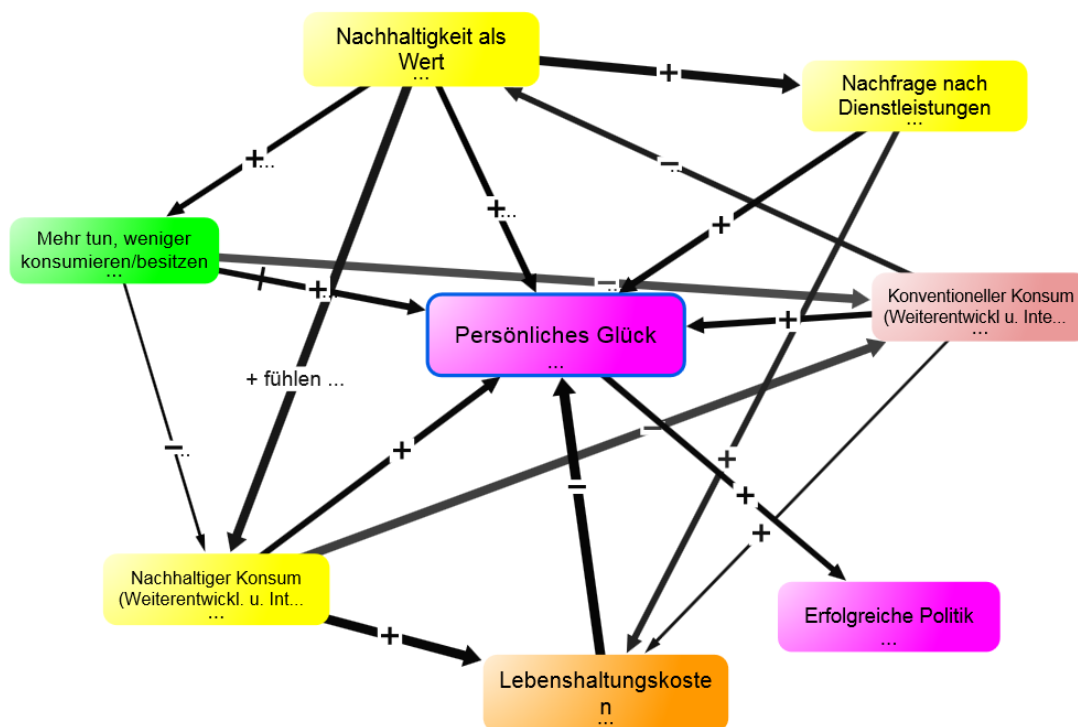 Nachhaltigkeit als
Wert
...
+
Nachfrage nach
Dienstleistungen
...
+...
−...
+...
+
Mehr tun, weniger
konsumieren/besitzen
...
+...
−...
Konventioneller Konsum
(Weiterentwickl u. Inte...
...
+
Persönliches Glück
...
+ fühlen ...
−...
+
−
−
+
+
+
Nachhaltiger Konsum
(Weiterentwickl. u. Int...
...
+
Erfolgreiche Politik
...
Lebenshaltungskoste
n
...